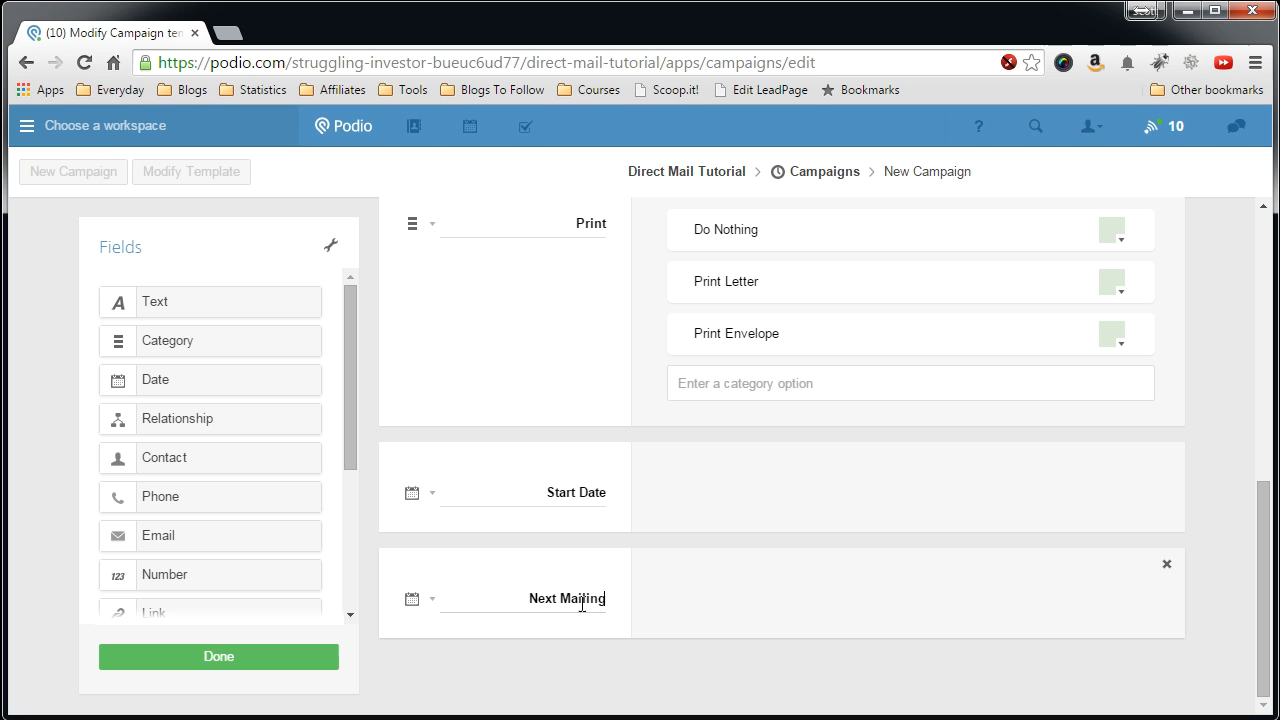 (10) Modify Campaign ten
https://podio.com/struggling-investor-bueuc6ud77/direct-mail-tutorial/apps/campaigns/edit
Apps Everyday Blogs Statistics Affiliates Tools Blogs To Follow Courses Scoop.it! Edit LeadPage Bookmarks Other bookmarks
Choose a workspace Podio ? 10
New Campaign Modify Template Direct Mail Tutorial > Campaigns > New Campaign
Fields
Text
Category
Date
Relationship
Contact
Phone
Email
123 Number
Link
Done
Print
Do Nothing
Print Letter
Print Envelope
Enter a category option
Start Date
Next Mailing